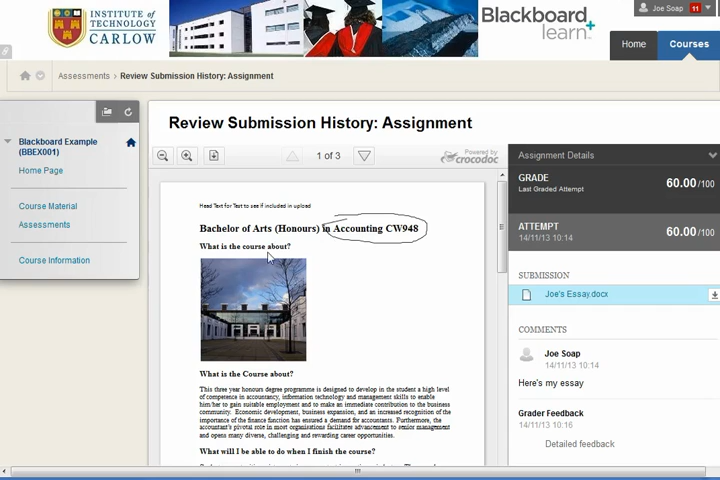 Joe Soap 11
INSTITUTE of
TECHNOLOGY
CARLOW
Blackboard
learn+
Home Courses
Assessments > Review Submission History: Assignment
Blackboard Example
(BBEX001)
Home Page
Course Material
Assessments
Course Information
Review Submission History: Assignment
1 of 3
Powered by
crocodoc
Head Text for Test to see if included in upload
Bachelor of Arts (Honours) in Accounting CW948
What is the course about?
What is the Course about?
This three year honours degree programme is designed to develop in the student a high level
of competence in accountancy, information technology and management skills to enable
him/her to gain suitable employment and to make an immediate contribution to the business
community. Economic development, business expansion, and an increased recognition of the
importance of the finance function has ensured a demand for accountants. Furthermore, the
accountant's pivotal role in most organisations facilitates advancement to senior management
and opens many diverse, challenging and rewarding career opportunities.
What will I be able to do when I finish the course?
Assignment Details
GRADE
Last Graded Attempt
60.00/100
ATTEMPT
14/11/13 10:14
60.00/100
SUBMISSION
Joe's Essay.docx
COMMENTS
Joe Soap
14/11/13 10:14
Here's my essay
Grader Feedback
14/11/13 10:16
Detailed feedback